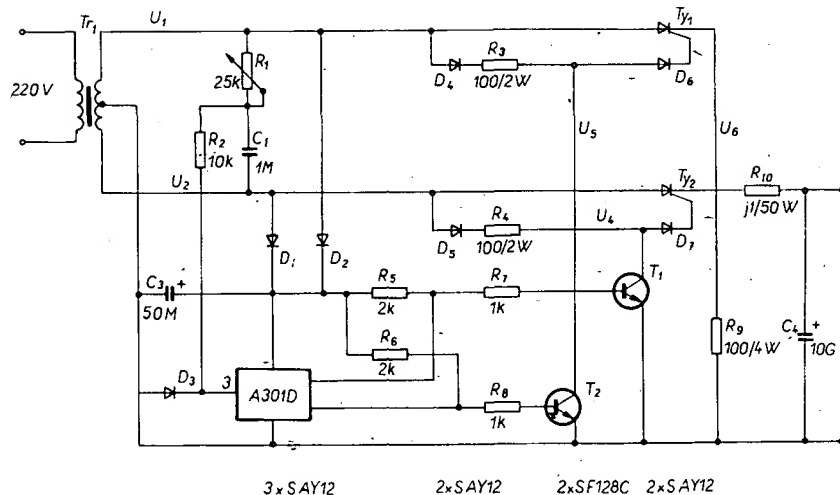 Tr1 U1 Ty1
R1 25k
R3 100/2W
D4 D6
220V
R2 10k
C1 1M
U5 U6
U2 Ty2
R10 j1/50W
R4 100/2W
U4
D5 D7
D1 D2
C3 + 50M
R5 2k
R7 1k
T1
R6 2k
R9 100/4W
C4 + 10G
D3 3 A301D
R8 1k
T2
3xSAY12 2xSAY12 2xSF128C 2xSAY12